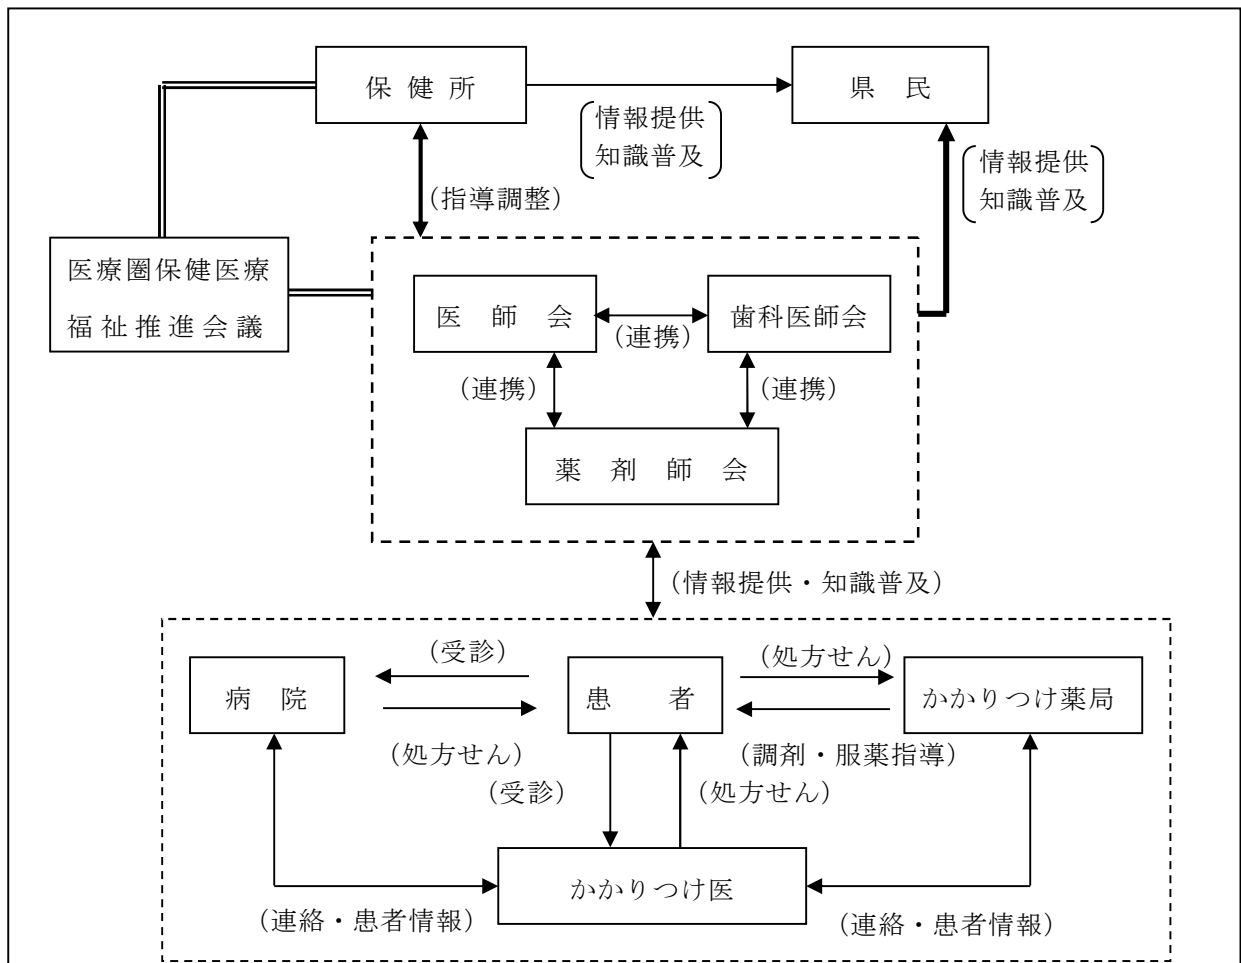 保健所
県民
情報提供
知識普及
情報提供
知識普及
(指導調整)
医療圏保健医療
福祉推進会議
医師会
歯科医師会
(連携)
(連携)
(連携)
薬剤師会
(情報提供・知識普及)
(受診)
(処方せん)
病院
患者
かかりつけ薬局
(処方せん)
(調剤・服薬指導)
(受診)
(処方せん)
かかりつけ医
(連絡・患者情報)
(連絡・患者情報)